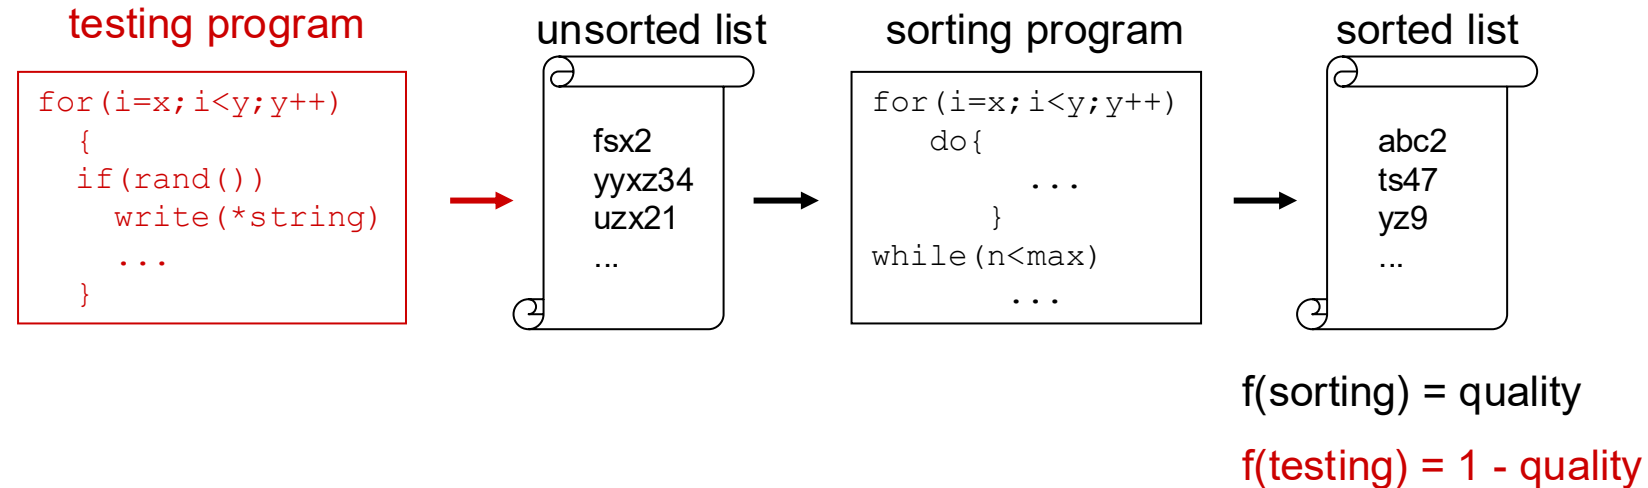 testing program
for(i=x;i<y;y++)
{
if(rand())
write(*string)
...
}
unsorted list
fsx2
yyxz34
uzx21
...
sorting program
for(i=x;i<y;y++)
do{
...
}
while(n<max)
...
sorted list
abc2
ts47
yz9
...
f(sorting) = quality
f(testing) = 1 - quality